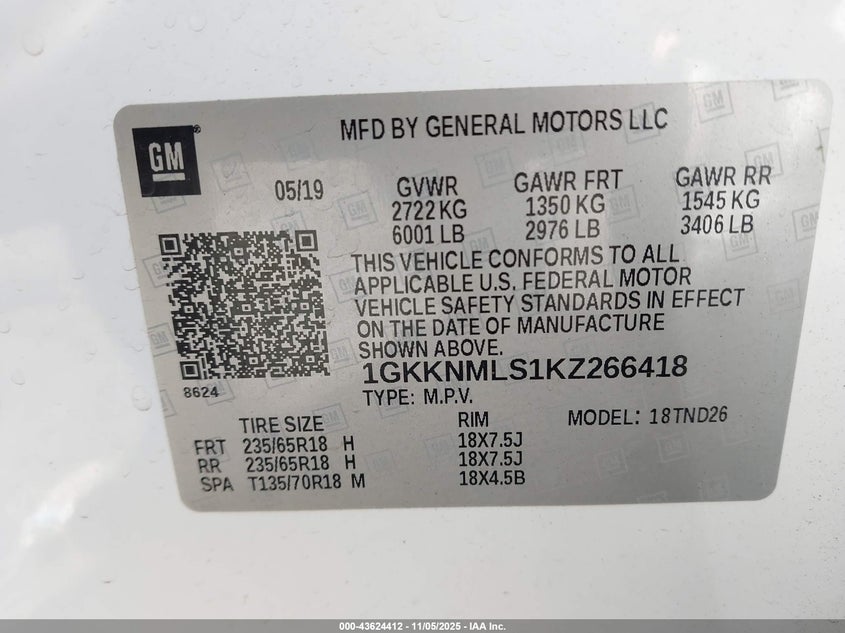 GM
®
MFD BY GENERAL MOTORS LLC
05/19
GVWR
2722 KG
6001 LB
GAWR FRT
1350 KG
2976 LB
GAWR RR
1545 KG
3406 LB
THIS VEHICLE CONFORMS TO ALL
APPLICABLE U.S. FEDERAL MOTOR
VEHICLE SAFETY STANDARDS IN EFFECT
ON THE DATE OF MANUFACTURE
SHOWN ABOVE.
1GKKNMLS1KZ266418
8624
TYPE: M.P.V.
TIRE SIZE RIM MODEL: 18TND26
FRT 235/65R18 H 18X7.5J
RR 235/65R18 H 18X7.5J
SPA T135/70R18 M 18X4.5B
000-43624412 - 11/05/2025 - IAA Inc.